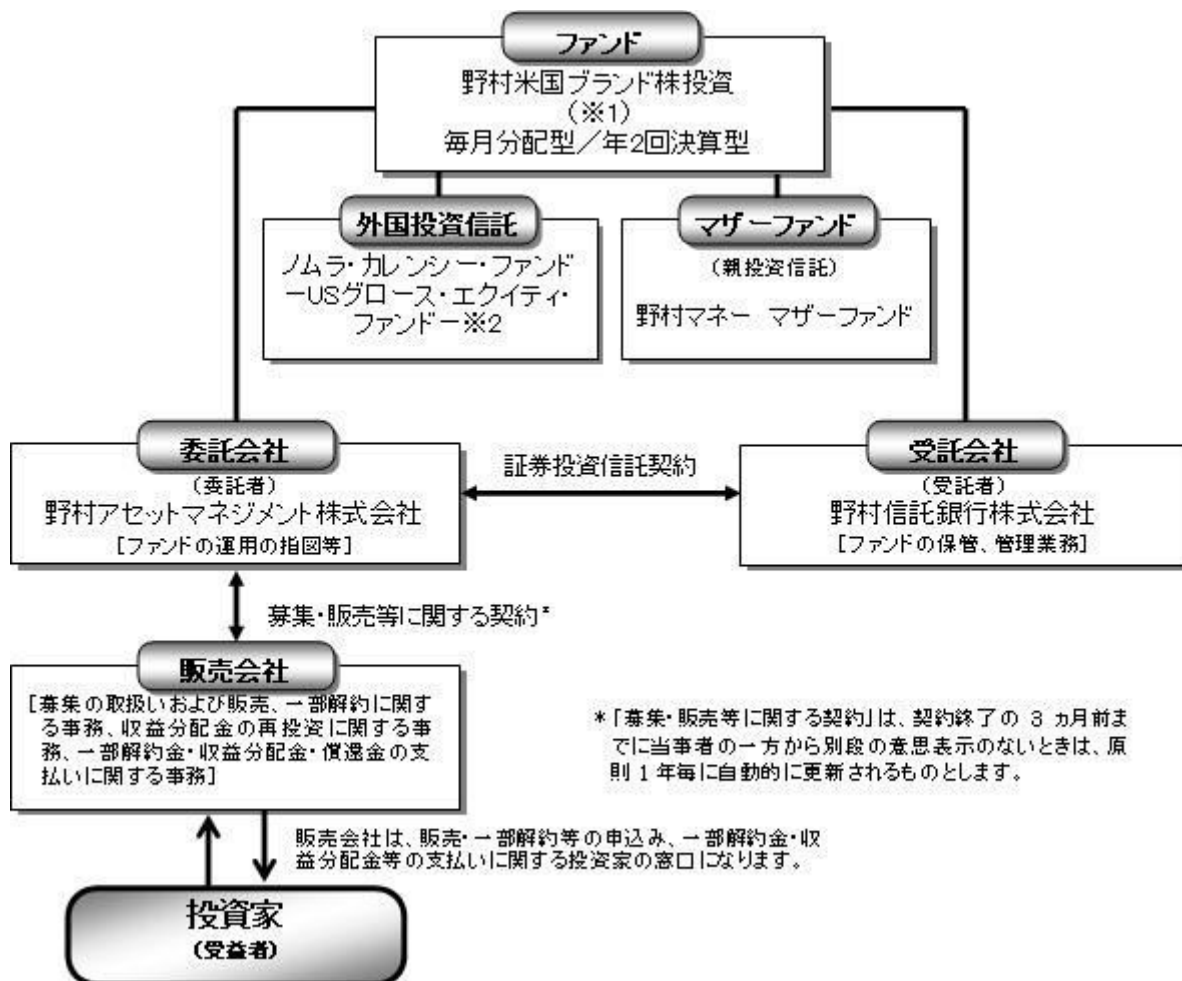 ファンド
野村米国ブランド株投資
(※1)
毎月分配型／年2回決算型
外国投資信託
ノムラ・カレンシー・ファンド
－USグロース・エクイティ・
ファンド－※2
マザーファンド
(親投資信託)
野村マネー マザーファンド
委託会社
(委託者)
野村アセットマネジメント株式会社
[ファンドの運用の指図等]
証券投資信託契約
受託会社
(受託者)
野村信託銀行株式会社
[ファンドの保管、管理業務]
募集・販売等に関する契約*
販売会社
[募集の取扱いおよび販売、一部解約に関す
る事務、収益分配金の再投資に関する事
務、一部解約金・収益分配金・償還金の支
払いに関する事務]
*「募集・販売等に関する契約」は、契約終了の 3 ヵ月前ま
でに当事者の一方から別段の意思表示のないときは、原
則 1 年毎に自動的に更新されるものとします。
販売会社は、販売・一部解約等の申込み、一部解約金・収
益分配金等の支払いに関する投資家の窓口になります。
投資家
(受益者)